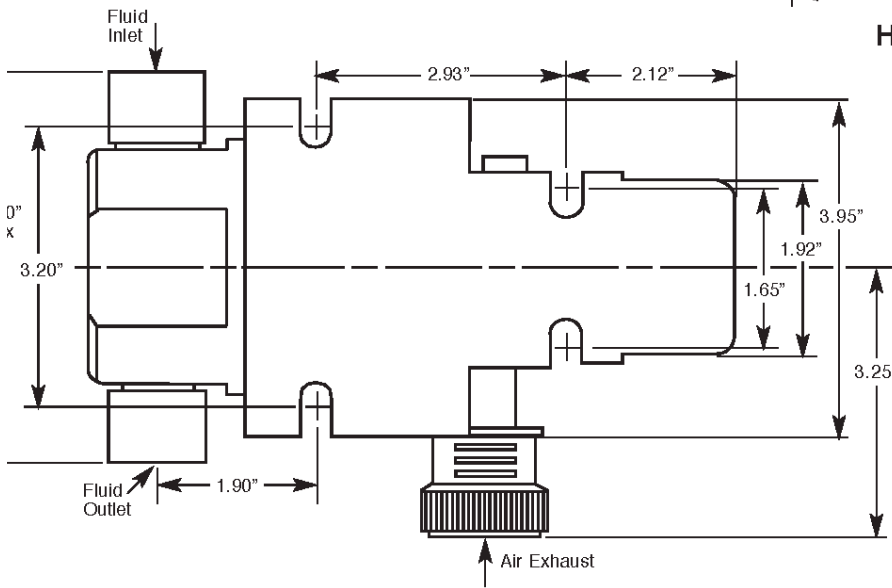 Fluid
Inlet
H
2.93”
2.12”
0”
x
3.20”
3.95”
1.92”
1.65”
3.25
Fluid
Outlet
1.90”
Air Exhaust